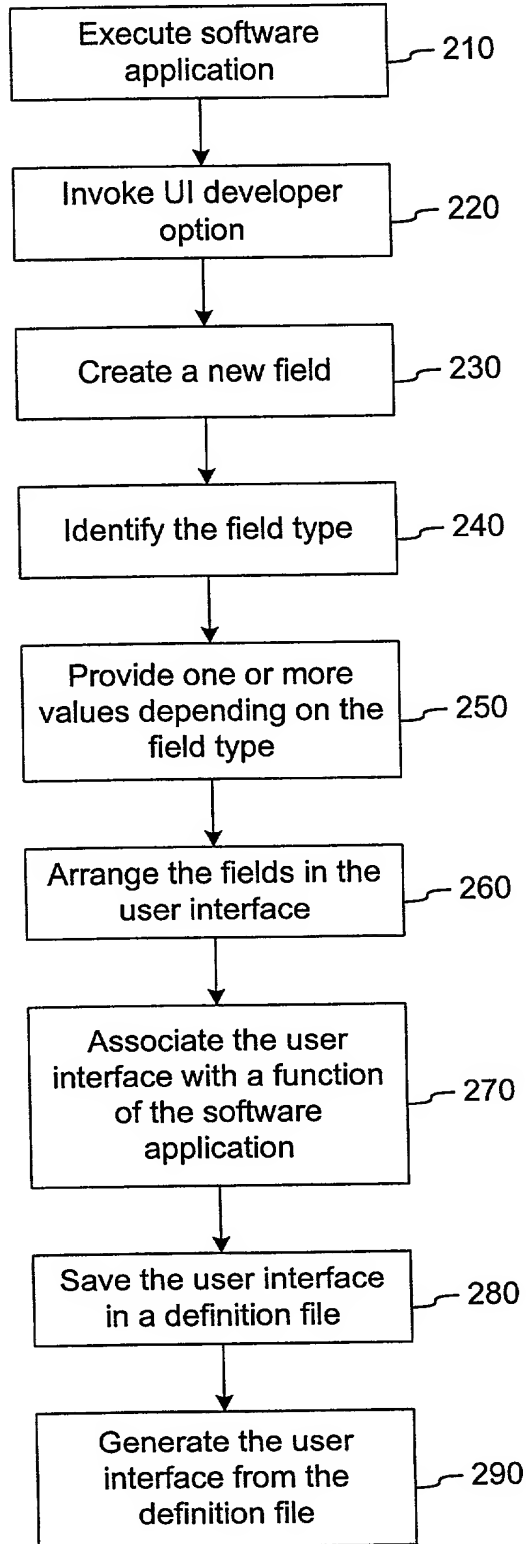 Execute software
application
210
Invoke UI developer
option
220
Create a new field
230
Identify the field type
240
Provide one or more
values depending on the
field type
250
Arrange the fields in the
user interface
260
Associate the user
interface with a function
of the software
application
270
Save the user interface
in a definition file
280
Generate the user
interface from the
definition file
290